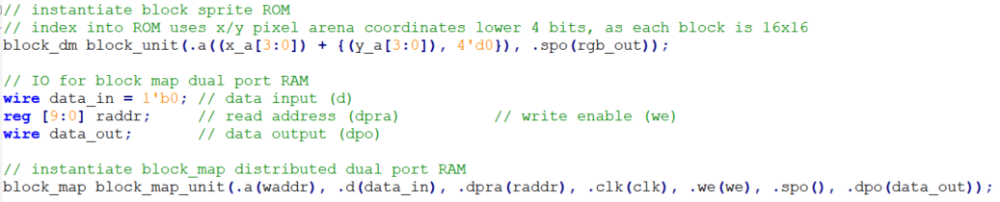 // instantiate block sprite ROM
// index into ROM uses x/y pixel arena coordinates lower 4 bits, as each block is 16x16
block_dm block_unit(.a((x_a[3:0]) + {(y_a[3:0]), 4'd0}), .spo(rgb_out));
// IO for block map dual port RAM
wire data_in = 1'b0; // data input (d)
reg [9:0] raddr; // read address (dpra) // write enable (we)
wire data_out; // data output (dpo)
// instantiate block_map distributed dual port RAM
block_map block_map_unit(.a(waddr), .d(data_in), .dpra(raddr), .clk(clk), .we(we), .spo(), .dpo(data_out));